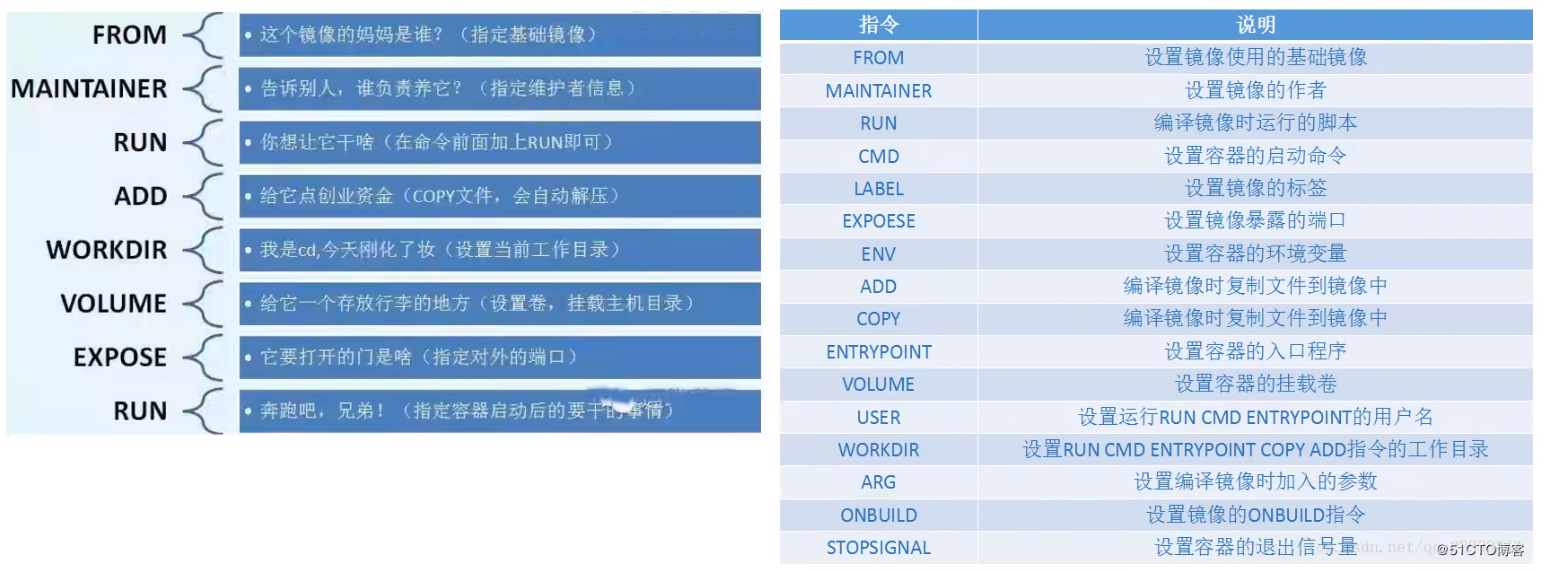 FROM
• 这个镜像的妈妈是谁？（指定基础镜像）
MAINTAINER
• 告诉别人，谁负责养它？（指定维护者信息）
RUN
• 你想让它干啥（在命令前面加上RUN即可）
ADD
• 给它点创业资金（COPY文件，会自动解压）
WORKDIR
• 我是cd,今天刚化了妆（设置当前工作目录）
VOLUME
• 给它一个存放行李的地方（设置卷，挂载主机目录）
EXPOSE
• 它要打开的门是啥（指定对外的端口）
RUN
• 奔跑吧，兄弟！（指定容器启动后的要干的事情）
指令 说明
FROM 设置镜像使用的基础镜像
MAINTAINER 设置镜像的作者
RUN 编译镜像时运行的脚本
CMD 设置容器的启动命令
LABEL 设置镜像的标签
EXPOESE 设置镜像暴露的端口
ENV 设置容器的环境变量
ADD 编译镜像时复制文件到镜像中
COPY 编译镜像时复制文件到镜像中
ENTRYPOINT 设置容器的入口程序
VOLUME 设置容器的挂载卷
USER 设置运行RUN CMD ENTRYPOINT的用户名
WORKDIR 设置RUN CMD ENTRYPOINT COPY ADD指令的工作目录
ARG 设置编译镜像时加入的参数
ONBUILD 设置镜像的ONBUILD指令
STOPSIGNAL 设置容器的退出信号量
@51CTO博客